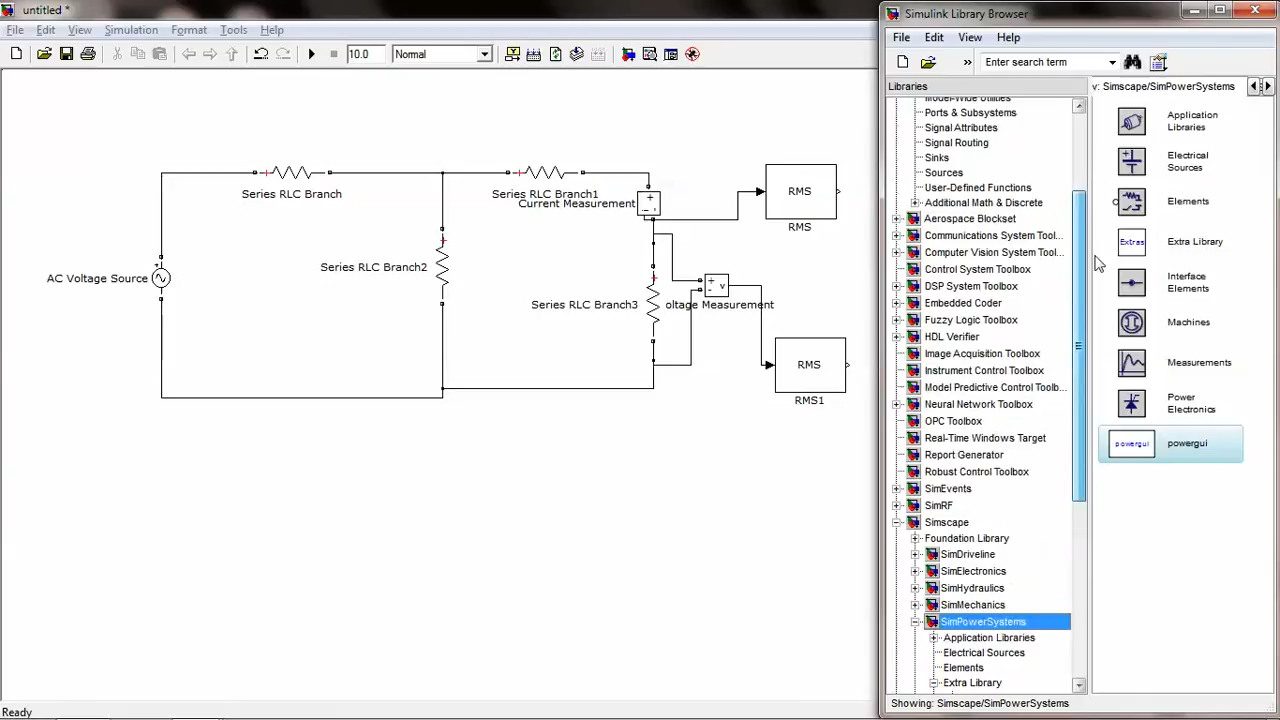 untitled *
File Edit View Simulation Format Tools Help
10.0
Normal
Series RLC Branch
Series RLC Branch1
Current Measurement
RMS
RMS
AC Voltage Source
Series RLC Branch2
Series RLC Branch3
oltage Measurement
v
RMS
RMS1
Ready
Simulink Library Browser
File Edit View Help
»
Enter search term
Libraries
Model-Wide Utilities
Ports & Subsystems
Signal Attributes
Signal Routing
Sinks
Sources
User-Defined Functions
Additional Math & Discrete
Aerospace Blockset
Communications System Tool...
Computer Vision System Tool...
Control System Toolbox
DSP System Toolbox
Embedded Coder
Fuzzy Logic Toolbox
HDL Verifier
Image Acquisition Toolbox
Instrument Control Toolbox
Model Predictive Control Toolb...
Neural Network Toolbox
OPC Toolbox
Real-Time Windows Target
Report Generator
Robust Control Toolbox
SimEvents
SimRF
Simscape
Foundation Library
SimDriveline
SimElectronics
SimHydraulics
SimMechanics
SimPowerSystems
Application Libraries
Electrical Sources
Elements
Extra Library
v: Simscape/SimPowerSystems
Application
Libraries
Electrical
Sources
Elements
Extras
Extra Library
Interface
Elements
Machines
Measurements
Power
Electronics
powergui
powergui
Showing: Simscape/SimPowerSystems